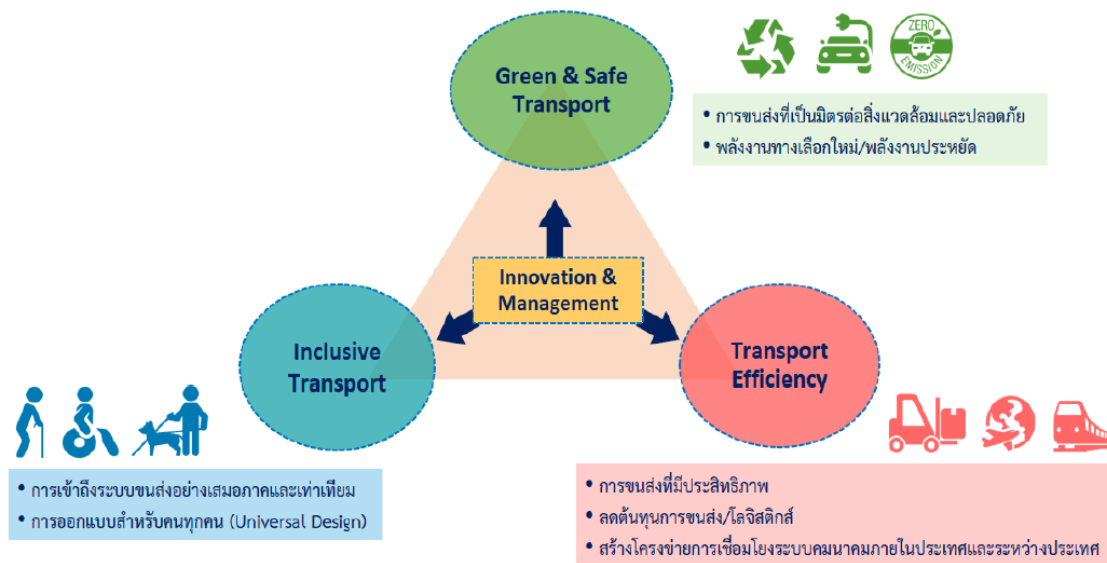 ZERO
EMISSION
Green & Safe
Transport
• การขนส่งที่เป็นมิตรต่อสิ่งแวดล้อมและปลอดภัย
• พลังงานทางเลือกใหม่/พลังงานประหยัด
Innovation &
Management
Inclusive
Transport
Transport
Efficiency
• การเข้าถึงระบบขนส่งอย่างเสมอภาคและเท่าเทียม
• การออกแบบสำหรับคนทุกคน (Universal Design)
• การขนส่งที่มีประสิทธิภาพ
• ลดต้นทุนการขนส่ง/โลจิสติกส์
• สร้างโครงข่ายการเชื่อมโยงระบบคมนาคมภายในประเทศและระหว่างประเทศ